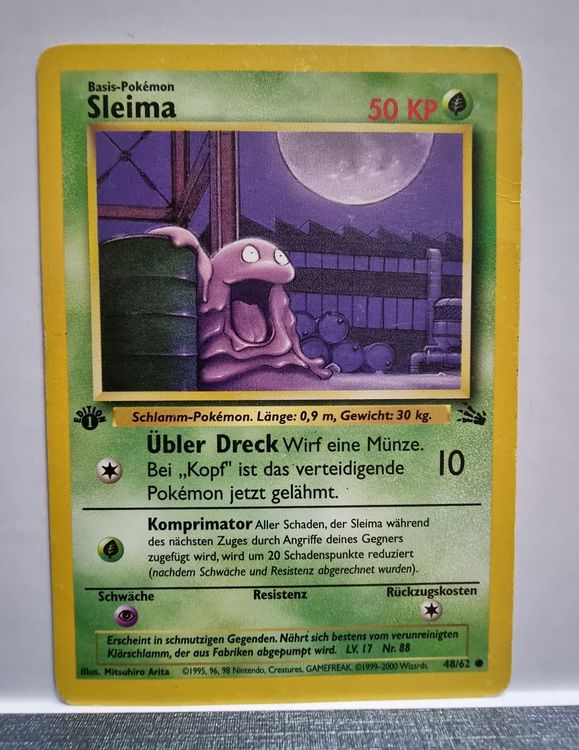 Basis-Pokémon
Sleima
50 KP
Schlamm-Pokémon. Länge: 0,9 m, Gewicht: 30 kg.
EDITION
1
Übler Dreck Wirf eine Münze.
Bei „Kopf" ist das verteidigende
Pokémon jetzt gelähmt.
10
Komprimator Aller Schaden, der Sleima während
des nächsten Zuges durch Angriffe deines Gegners
zugefügt wird, wird um 20 Schadenspunkte reduziert
(nachdem Schwäche und Resistenz abgerechnet wurden).
Schwäche Resistenz Rückzugskosten
Erscheint in schmutzigen Gegenden. Nährt sich bestens vom verunreinigten
Klärschlamm, der aus Fabriken abgepumpt wird. LV. 17 Nr. 88
Illus. Mitsuhiro Arita ©1995, 96, 98 Nintendo, Creatures, GAMEFREAK. ©1999-2000 Wizards. 48/62